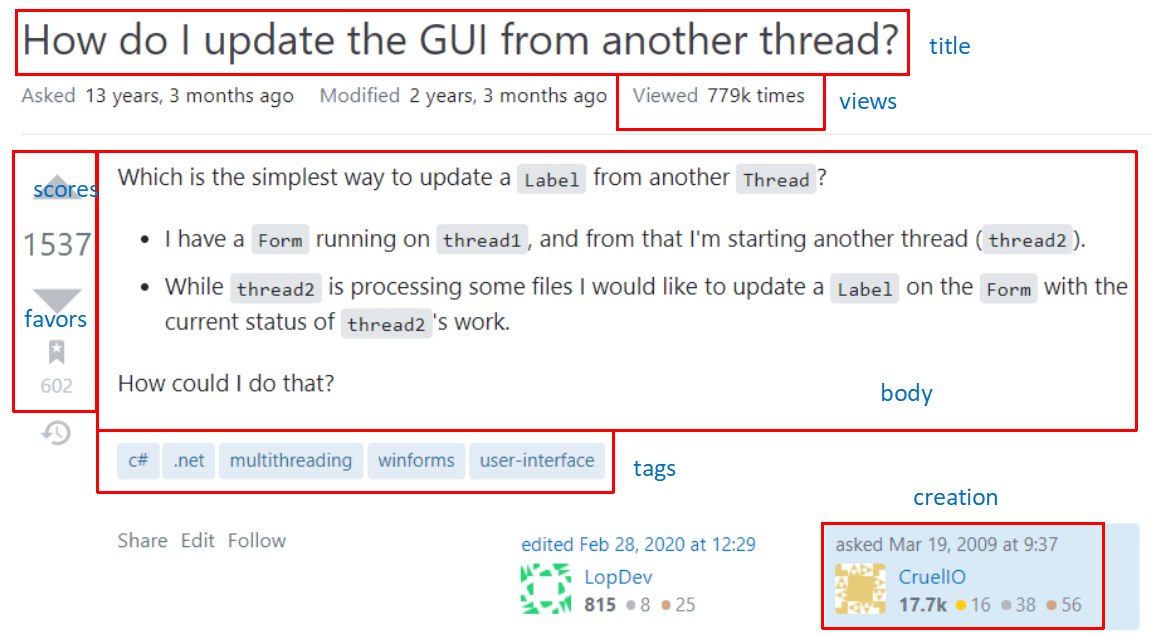 How do I update the GUI from another thread?
title
Asked 13 years, 3 months ago Modified 2 years, 3 months ago Viewed 779k times
views
scores
1537
favors
602
Which is the simplest way to update a Label from another Thread?
• I have a Form running on thread1, and from that I'm starting another thread (thread2).
• While thread2 is processing some files I would like to update a Label on the Form with the
current status of thread2's work.
How could I do that?
body
c# .net multithreading winforms user-interface
tags
creation
Share Edit Follow
edited Feb 28, 2020 at 12:29
LopDev
815 ●8 ●25
asked Mar 19, 2009 at 9:37
CruelIO
17.7k ●16 ●38 ●56